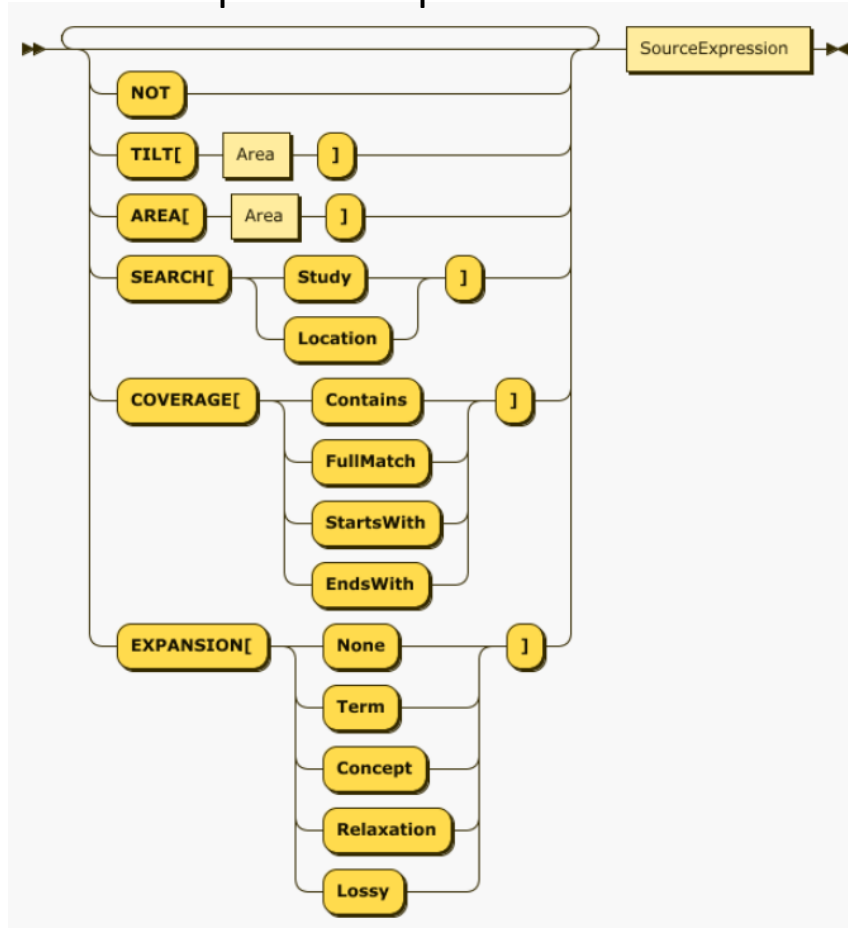 SourceExpression
NOT
TILT[ Area ]
AREA[ Area ]
SEARCH[ Study ]
Location
COVERAGE[ Contains ]
FullMatch
StartsWith
EndsWith
EXPANSION[ None ]
Term
Concept
Relaxation
Lossy